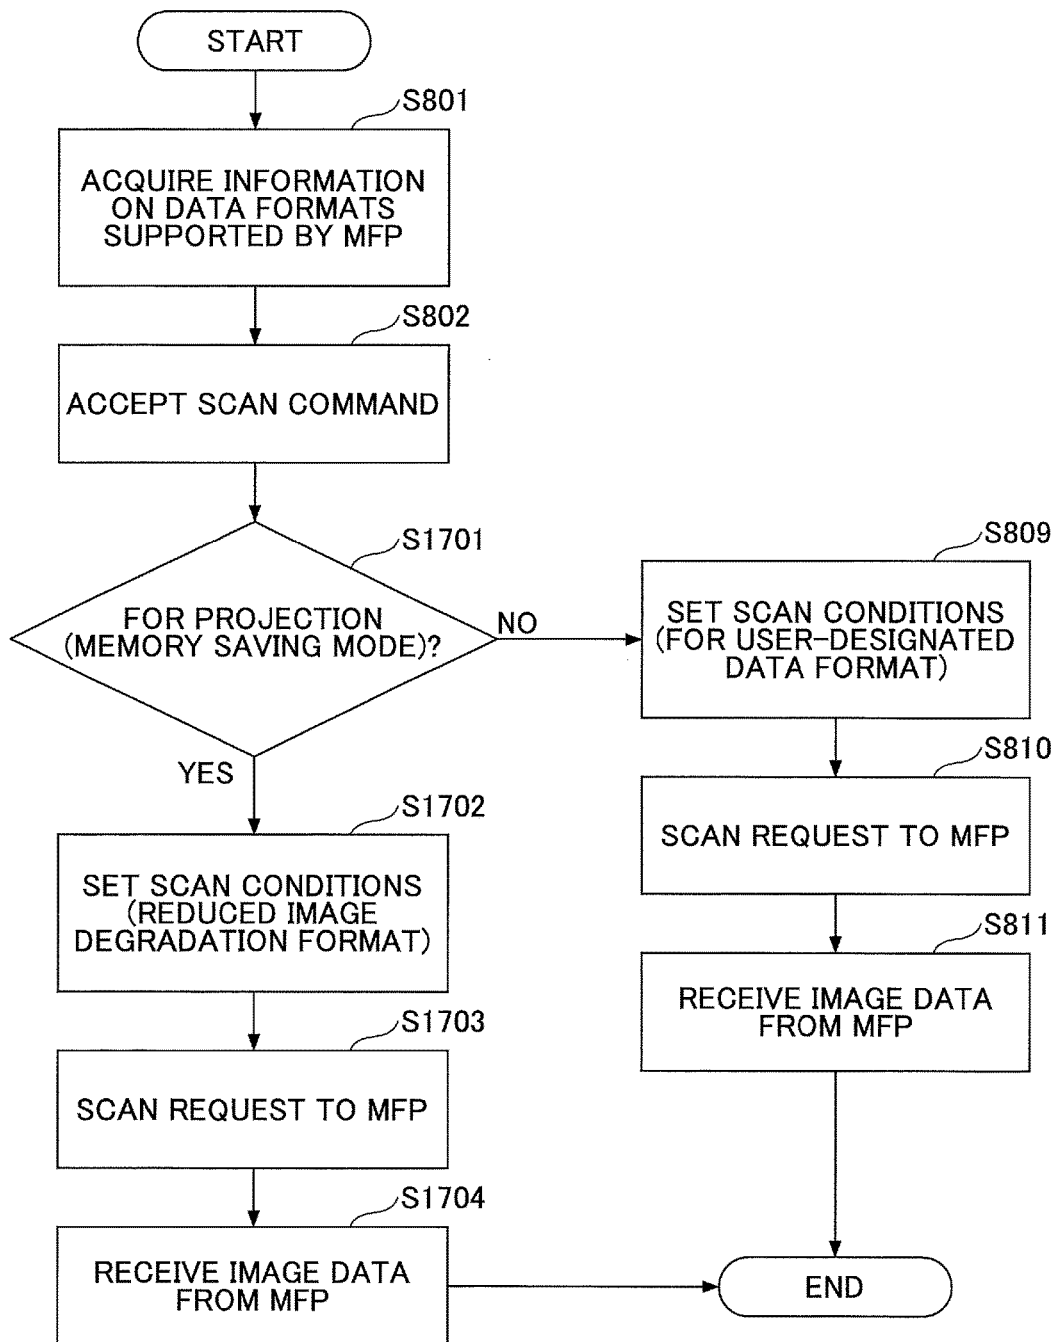 START
S801
ACQUIRE INFORMATION
ON DATA FORMATS
SUPPORTED BY MFP
S802
ACCEPT SCAN COMMAND
S1701
FOR PROJECTION
(MEMORY SAVING MODE)?
NO
YES
S1702
SET SCAN CONDITIONS
(REDUCED IMAGE
DEGRADATION FORMAT)
S1703
SCAN REQUEST TO MFP
S1704
RECEIVE IMAGE DATA
FROM MFP
S809
SET SCAN CONDITIONS
(FOR USER-DESIGNATED
DATA FORMAT)
S810
SCAN REQUEST TO MFP
S811
RECEIVE IMAGE DATA
FROM MFP
END